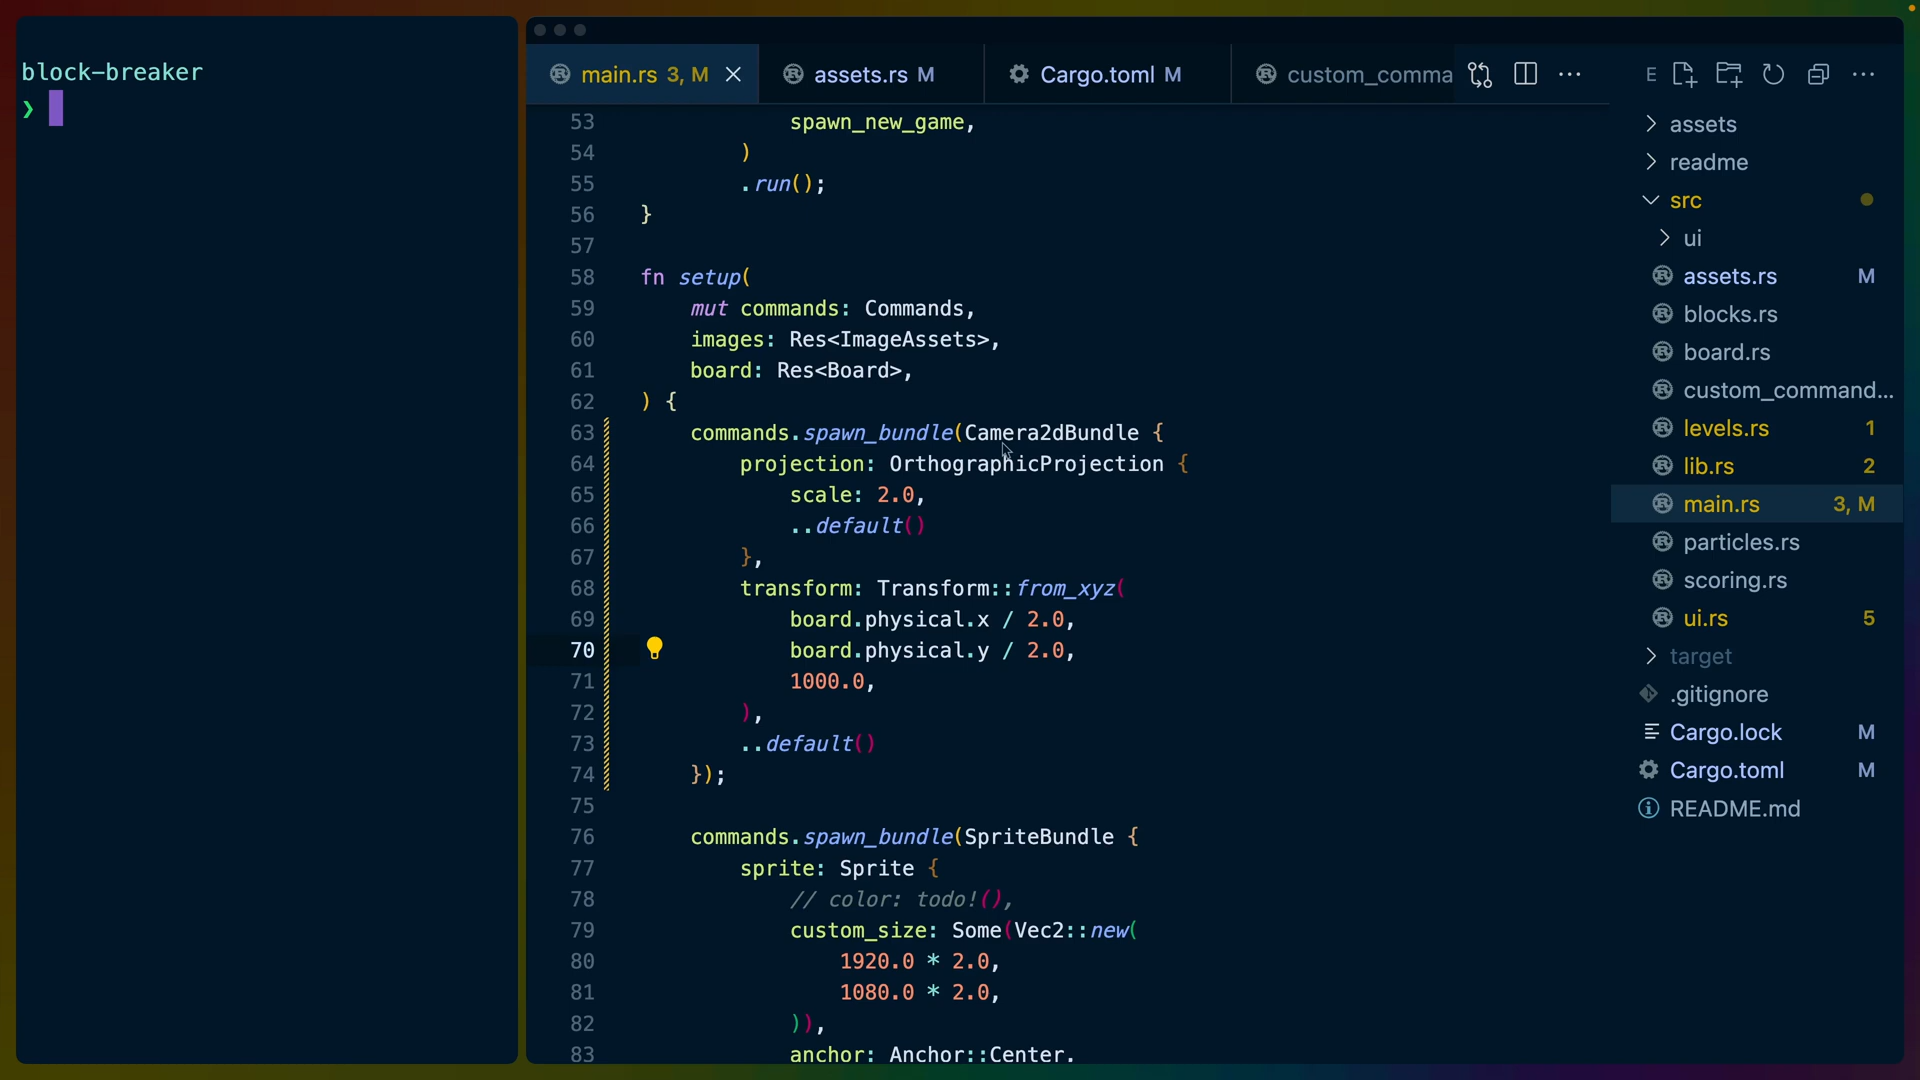 block-breaker
❯
main.rs 3, M
assets.rs M
Cargo.toml M
custom_comma
E
53 spawn_new_game,
54 )
55 .run();
56 }
57
58 fn setup(
59 mut commands: Commands,
60 images: Res<ImageAssets>,
61 board: Res<Board>,
62 ) {
63 commands.spawn_bundle(Camera2dBundle {
64 projection: OrthographicProjection {
65 scale: 2.0,
66 ..default()
67 },
68 transform: Transform::from_xyz(
69 board.physical.x / 2.0,
70 board.physical.y / 2.0,
71 1000.0,
72 ),
73 ..default()
74 });
75
76 commands.spawn_bundle(SpriteBundle {
77 sprite: Sprite {
78 // color: todo!(),
79 custom_size: Some(Vec2::new(
80 1920.0 * 2.0,
81 1080.0 * 2.0,
82 )),
83 anchor: Anchor::Center.
assets
readme
src
ui
assets.rs M
blocks.rs
board.rs
custom_command...
levels.rs 1
lib.rs 2
main.rs 3, M
particles.rs
scoring.rs
ui.rs 5
target
.gitignore
Cargo.lock M
Cargo.toml M
README.md